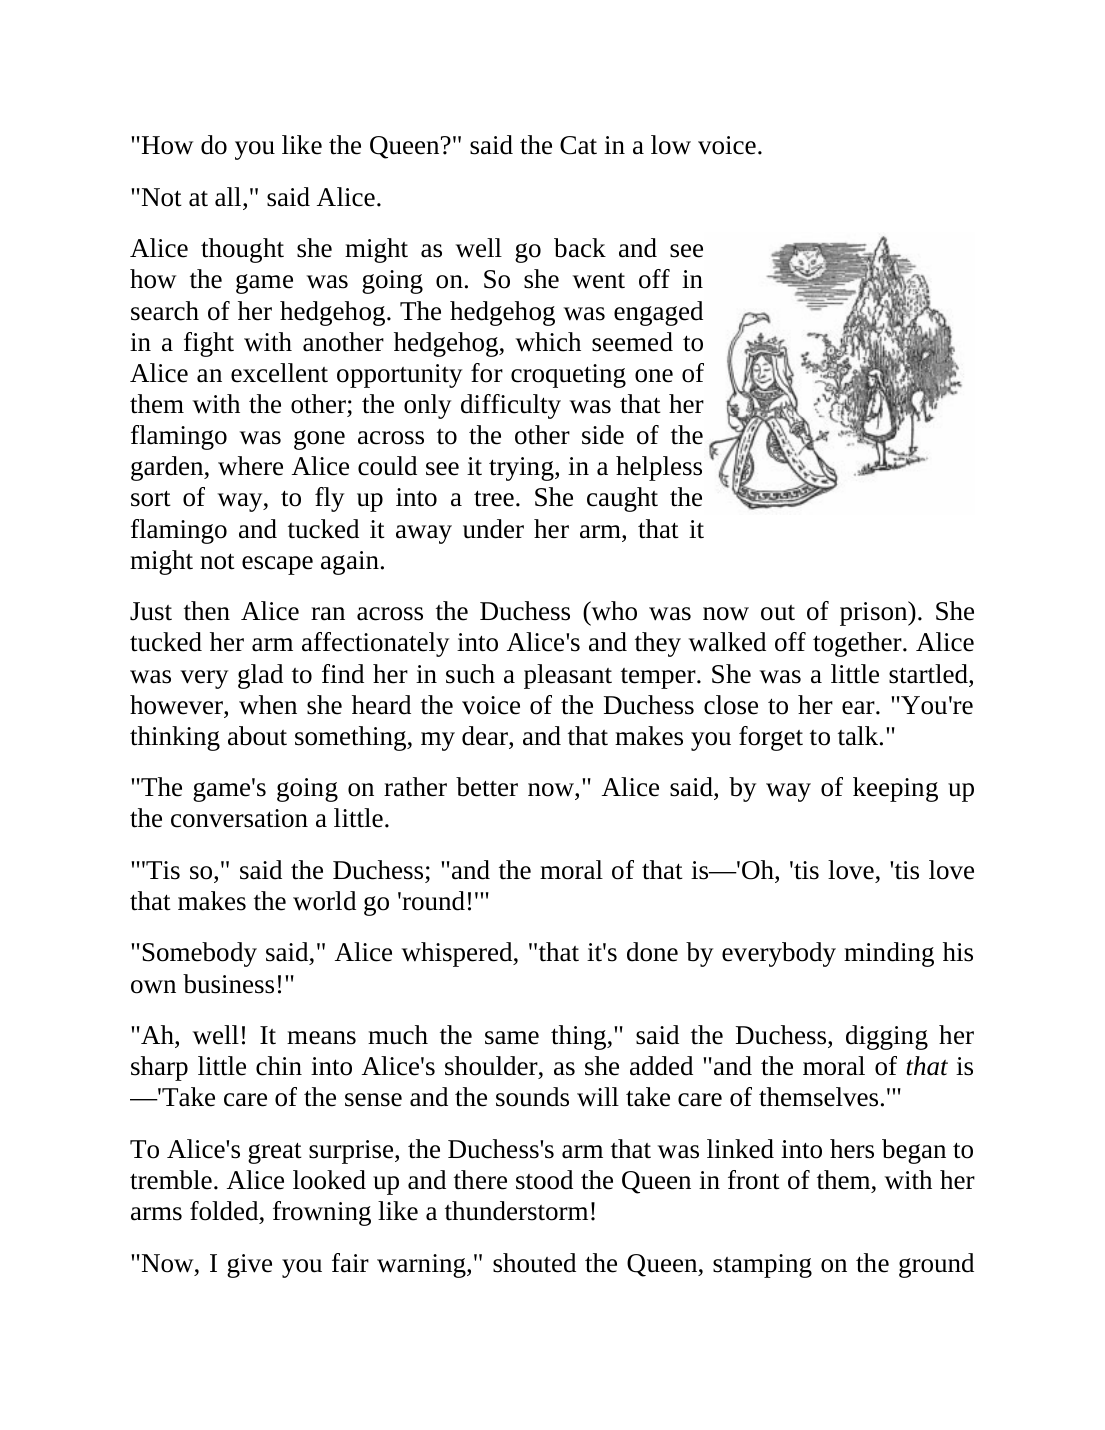 "How do you like the Queen?" said the Cat in a low voice.
"Not at all," said Alice.
Alice thought she might as well go back and see
how the game was going on. So she went off in
search of her hedgehog. The hedgehog was engaged
in a fight with another hedgehog, which seemed to
Alice an excellent opportunity for croqueting one of
them with the other; the only difficulty was that her
flamingo was gone across to the other side of the
garden, where Alice could see it trying, in a helpless
sort of way, to fly up into a tree. She caught the
flamingo and tucked it away under her arm, that it
might not escape again.
Just then Alice ran across the Duchess (who was now out of prison). She
tucked her arm affectionately into Alice's and they walked off together. Alice
was very glad to find her in such a pleasant temper. She was a little startled,
however, when she heard the voice of the Duchess close to her ear. "You're
thinking about something, my dear, and that makes you forget to talk."
"The game's going on rather better now," Alice said, by way of keeping up
the conversation a little.
"'Tis so," said the Duchess; "and the moral of that is—'Oh, 'tis love, 'tis love
that makes the world go 'round!'"
"Somebody said," Alice whispered, "that it's done by everybody minding his
own business!"
"Ah, well! It means much the same thing," said the Duchess, digging her
sharp little chin into Alice's shoulder, as she added "and the moral of that is
—'Take care of the sense and the sounds will take care of themselves.'"
To Alice's great surprise, the Duchess's arm that was linked into hers began to
tremble. Alice looked up and there stood the Queen in front of them, with her
arms folded, frowning like a thunderstorm!
"Now, I give you fair warning," shouted the Queen, stamping on the ground